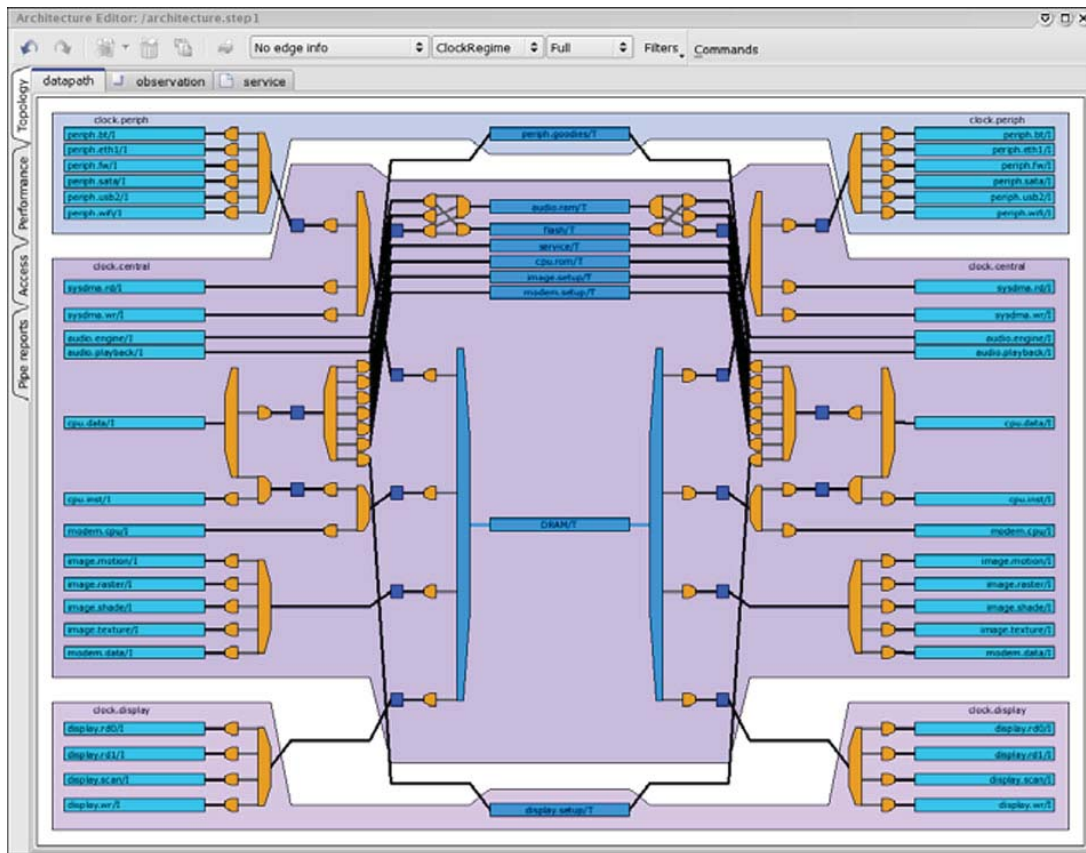 Architecture Editor: /architecture.step1
No edge info ClockRegime Full Filters Commands
datapath observation service
Topology
Performance
Access
Pipe reports
clock.periph clock.periph
periph.bt/I periph.goodies/T periph.bt/I
periph.eth1/I periph.eth1/I
periph.fw/I periph.fw/I
periph.sata/I periph.sata/I
periph.usb2/I periph.usb2/I
periph.wifi/I audio.ram/T periph.wifi/I
flash/T
service/T
clock.central cpu.rom/T clock.central
image.setup/T
sysdma.rd/I modem.setup/T sysdma.rd/I
sysdma.wr/I sysdma.wr/I
audio.engine/I audio.engine/I
audio.playback/I audio.playback/I
cpu.data/I cpu.data/I
cpu.inst/I cpu.inst/I
modem.cpu/I DRAM/T modem.cpu/I
image.motion/I image.motion/I
image.raster/I image.raster/I
image.shade/I image.shade/I
image.texture/I image.texture/I
modem.data/I modem.data/I
clock.display clock.display
display.rd0/I display.rd0/I
display.rd1/I display.rd1/I
display.scan/I display.scan/I
display.wr/I display.setup/T display.wr/I